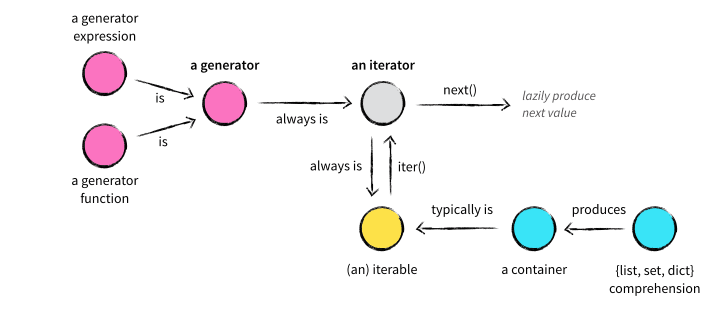 a generator
expression
a generator
an iterator
is
next()
lazily produce
next value
always is
is
a generator
function
always is
iter()
typically is
produces
(an) iterable
a container
{list, set, dict}
comprehension